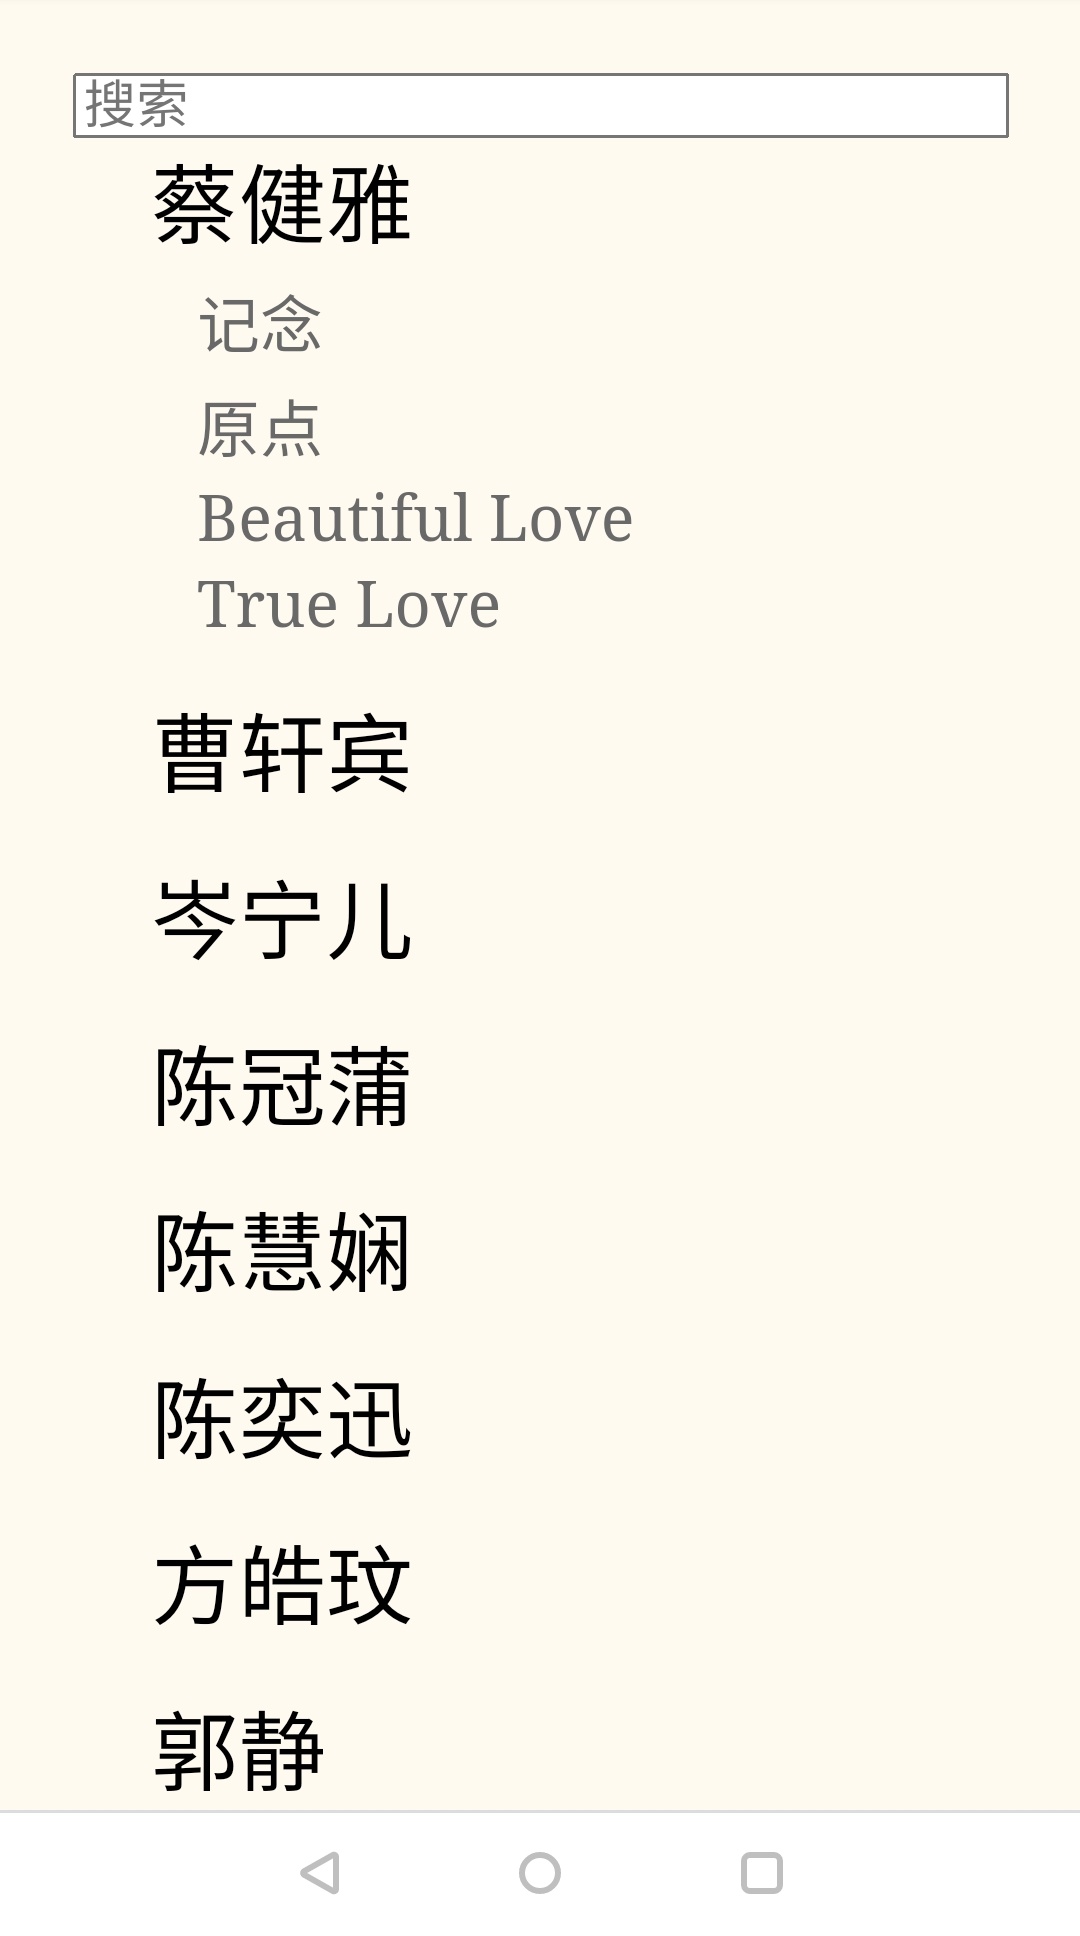 搜索
蔡健雅
记念
原点
Beautiful Love
True Love
曹轩宾
岑宁儿
陈冠蒲
陈慧娴
陈奕迅
方皓玟
郭静